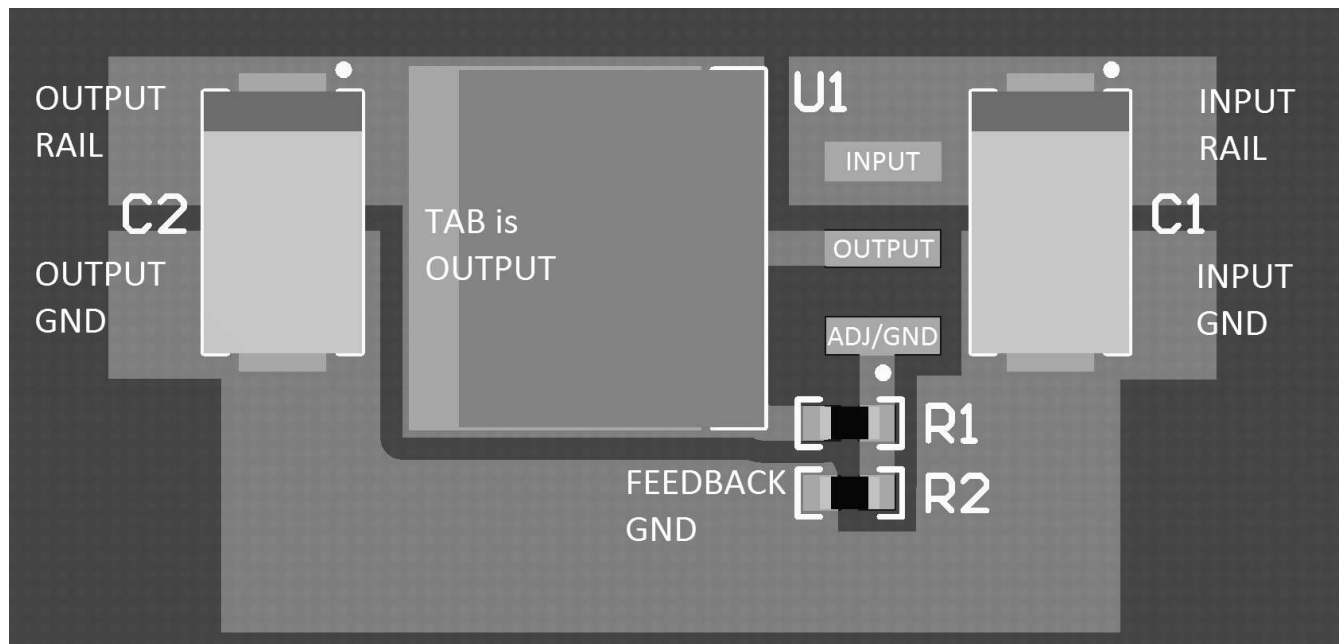 OUTPUT
RAIL
C2
OUTPUT
GND
TAB is
OUTPUT
U1
INPUT
OUTPUT
ADJ/GND
INPUT
RAIL
C1
INPUT
GND
R1
FEEDBACK
GND
R2